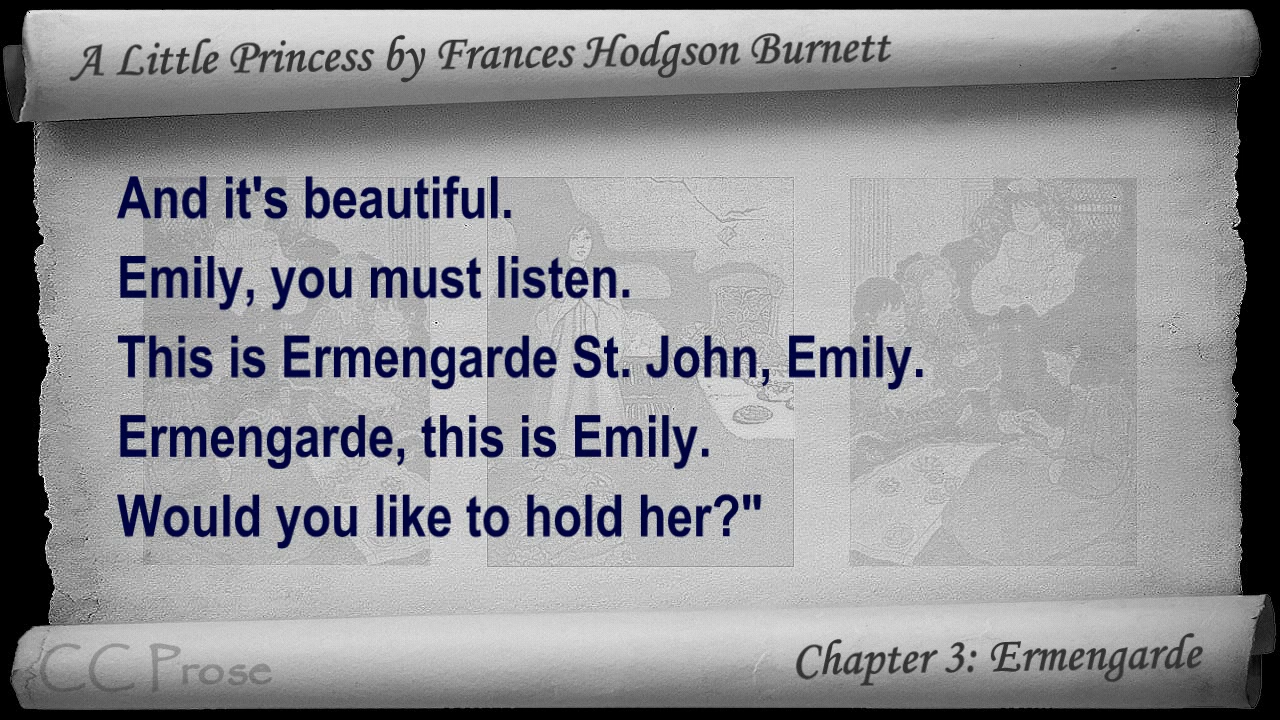 A Little Princess by Frances Hodgson Burnett
And it's beautiful.
Emily, you must listen.
This is Ermengarde St. John, Emily.
Ermengarde, this is Emily.
Would you like to hold her?"
CC Prose
Chapter 3: Ermengarde